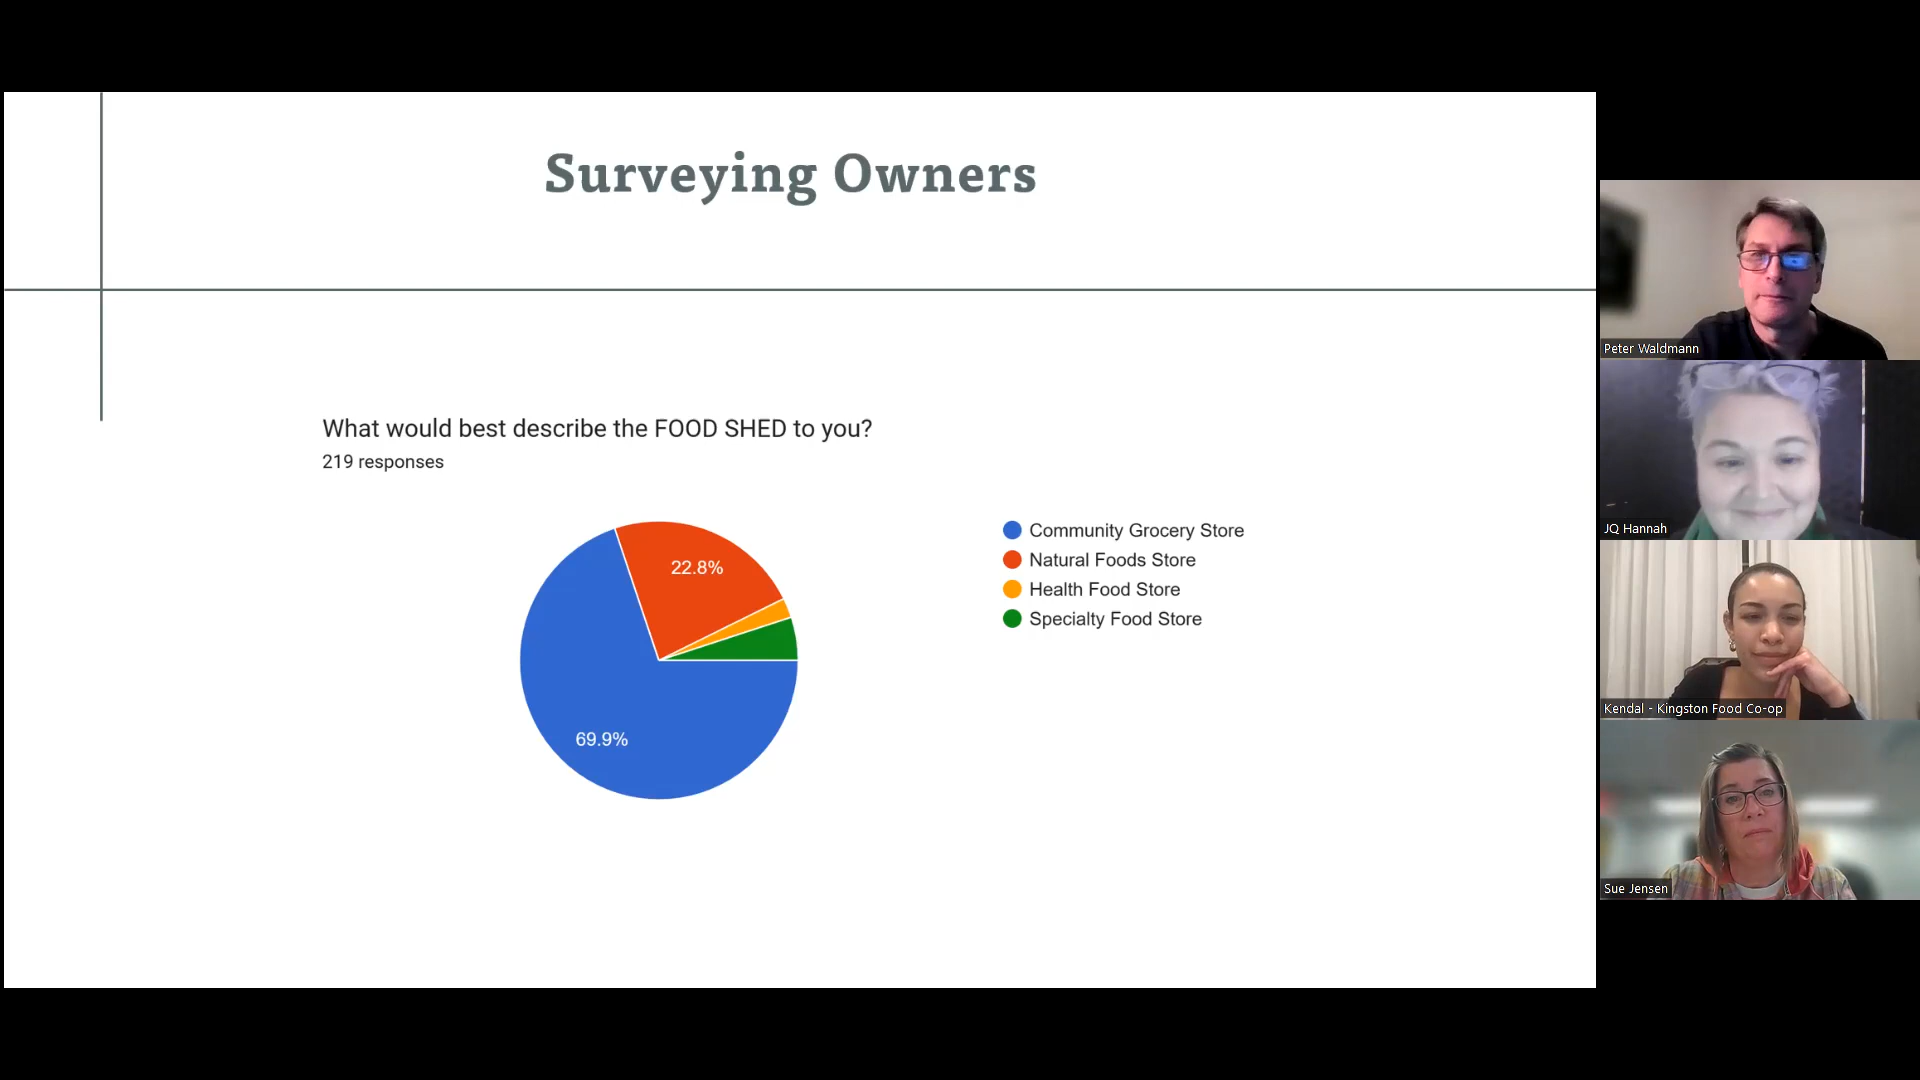 Surveying Owners
What would best describe the FOOD SHED to you?
219 responses
22.8%
69.9%
Community Grocery Store
Natural Foods Store
Health Food Store
Specialty Food Store
Peter Waldmann
JQ Hannah
Kendal - Kingston Food Co-op
Sue Jensen